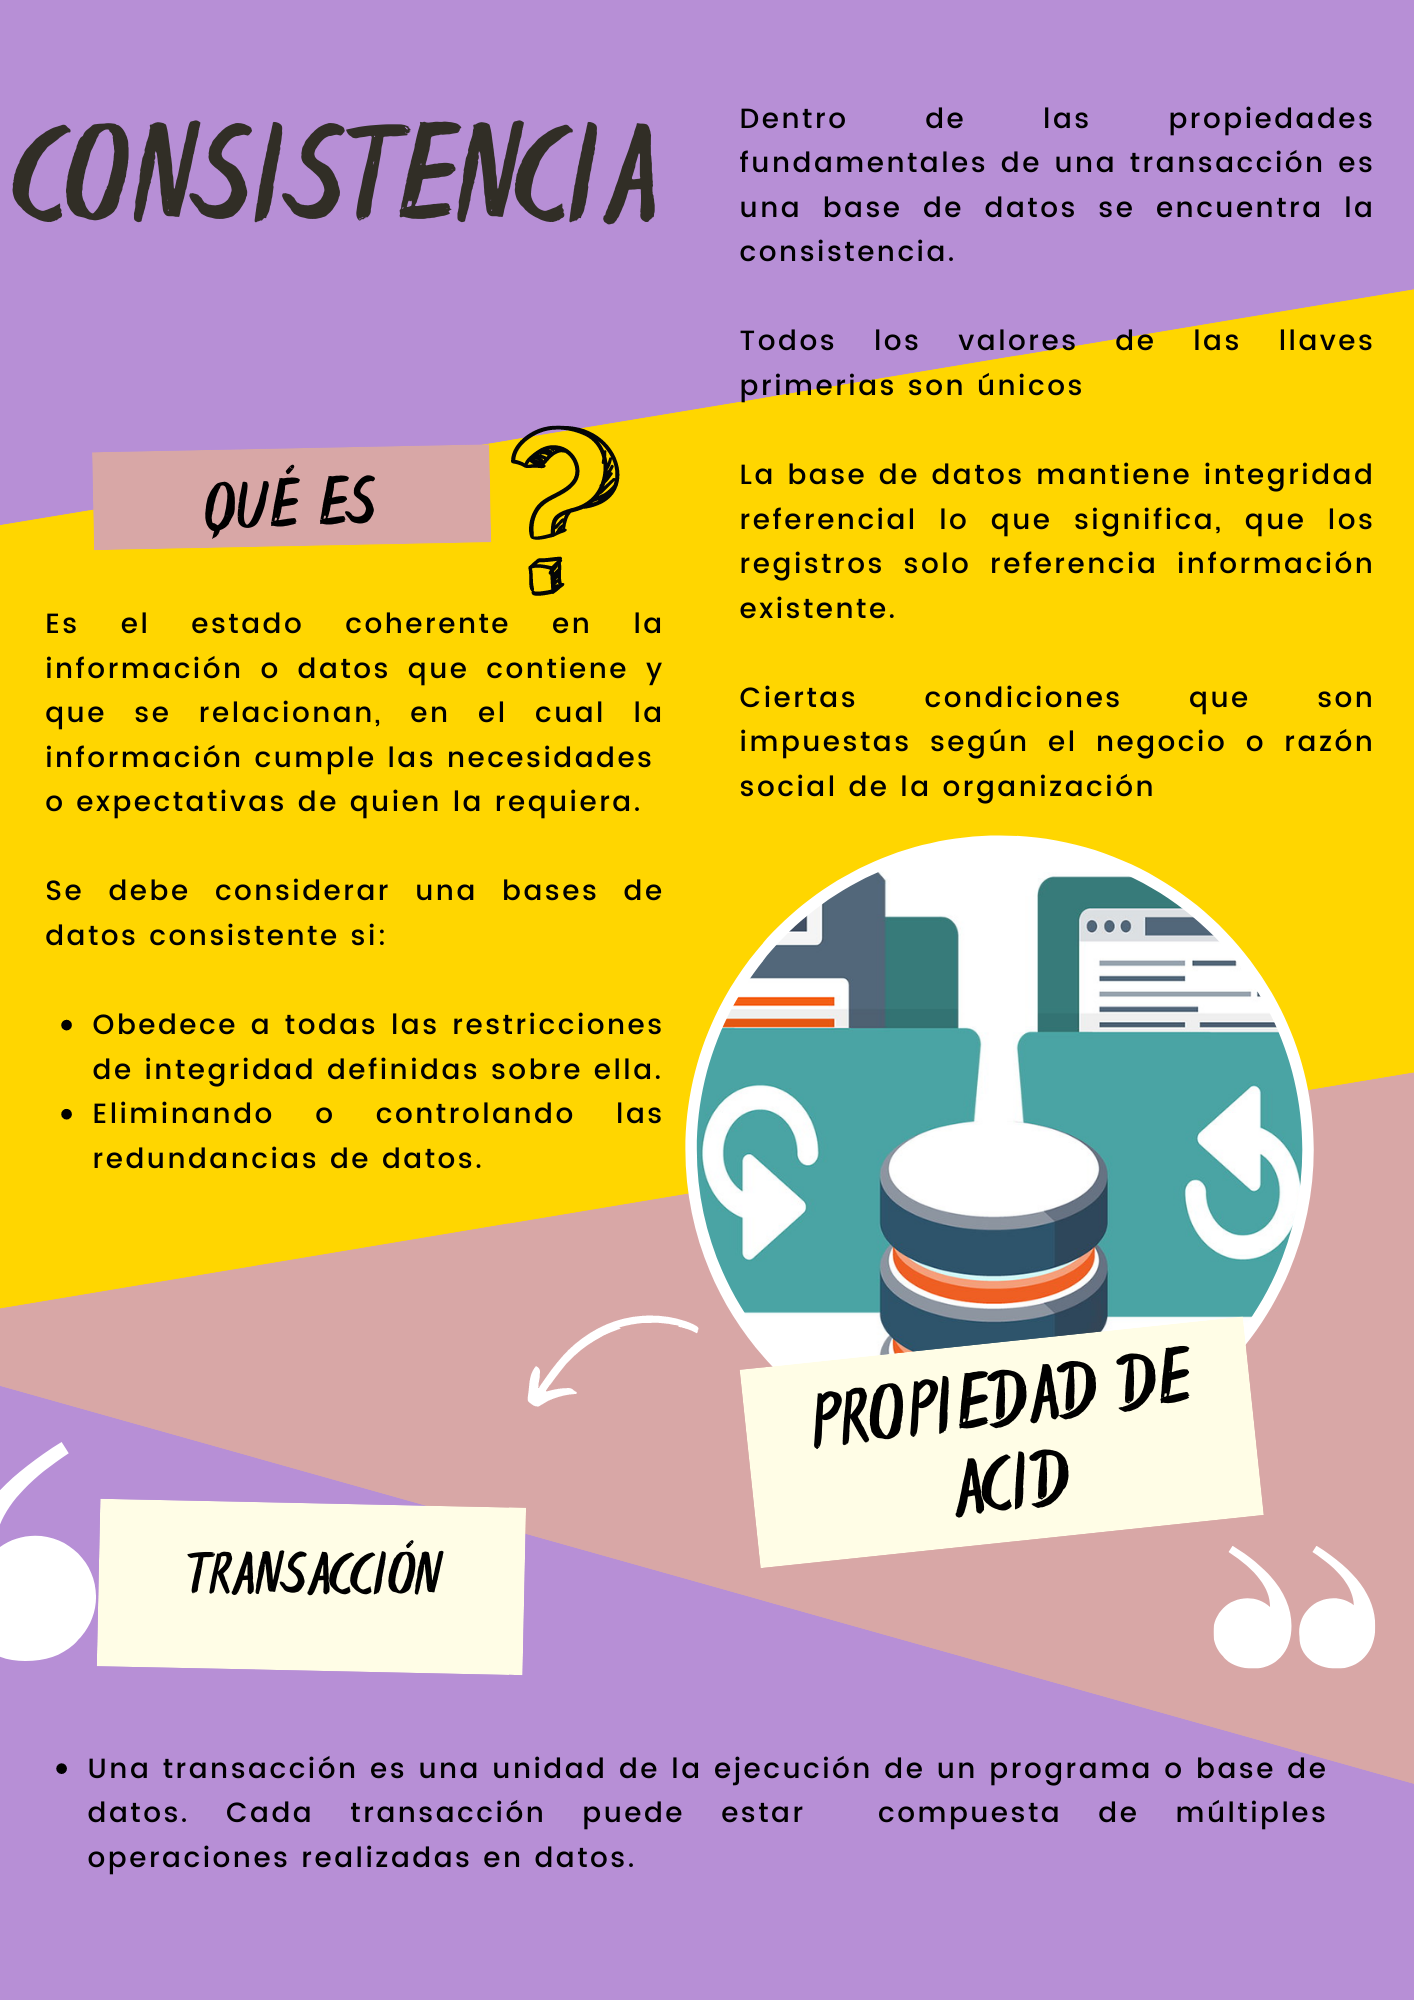 CONSISTENCIA
QUÉ ES
?
Es el estado coherente en la
información o datos que contiene y
que se relacionan, en el cual la
información cumple las necesidades
o expectativas de quien la requiera.
Se debe considerar una bases de
datos consistente si:
• Obedece a todas las restricciones
de integridad definidas sobre ella.
• Eliminando o controlando las
redundancias de datos.
Dentro de las propiedades
fundamentales de una transacción es
una base de datos se encuentra la
consistencia.
Todos los valores de las llaves
primerias son únicos
La base de datos mantiene integridad
referencial lo que significa, que los
registros solo referencia información
existente.
Ciertas condiciones que son
impuestas según el negocio o razón
social de la organización
PROPIEDAD DE
ACID
TRANSACCIÓN
• Una transacción es una unidad de la ejecución de un programa o base de
datos. Cada transacción puede estar compuesta de múltiples
operaciones realizadas en datos.